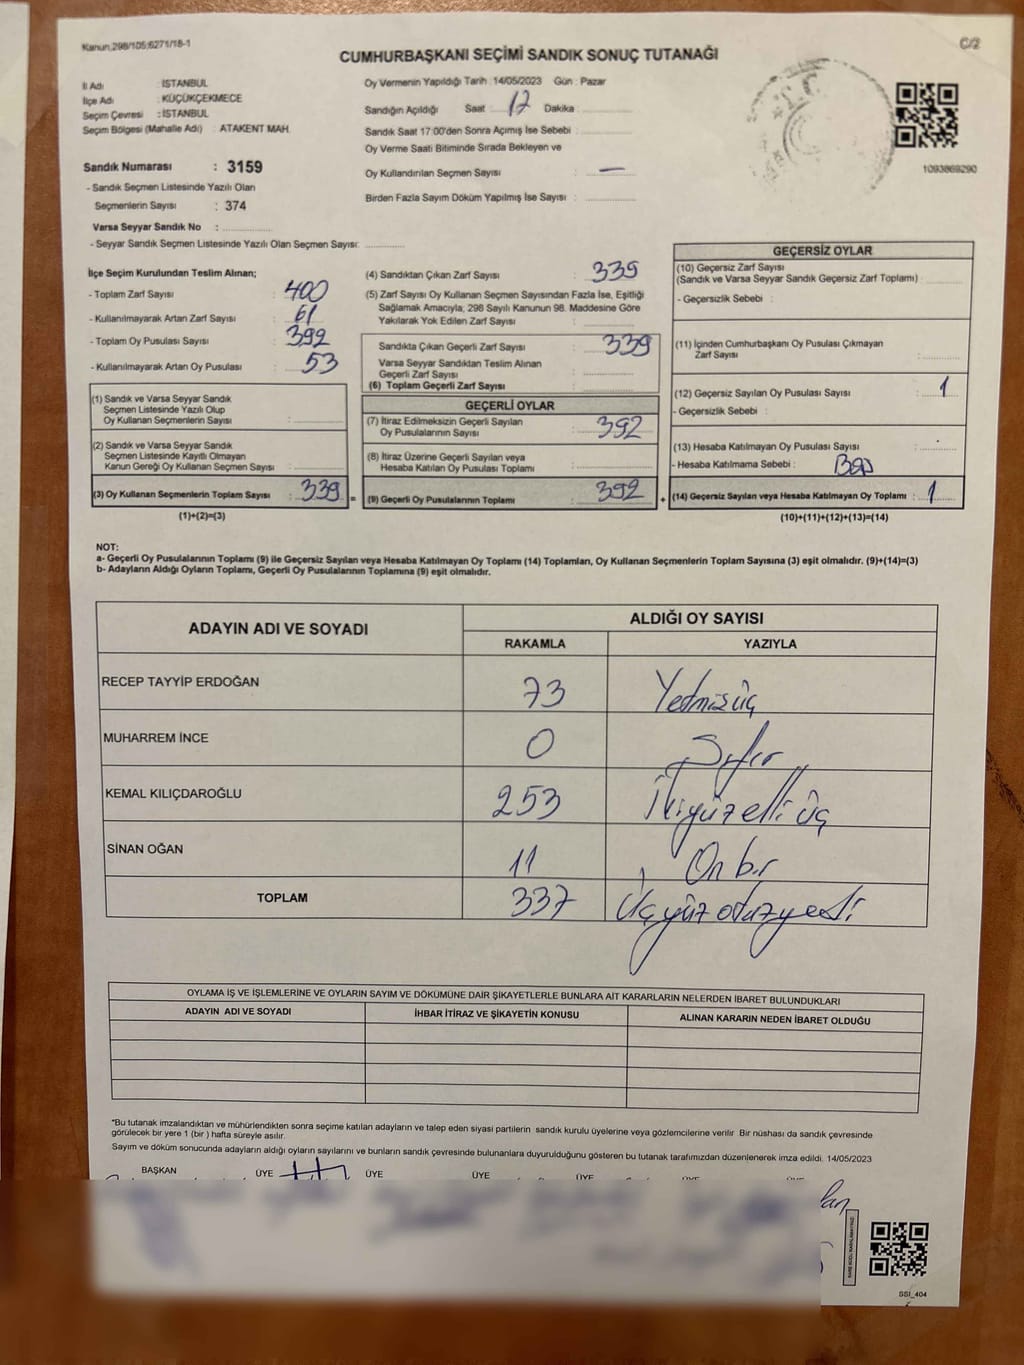 Kanun,298/105;6271/18-1
C/2
CUMHURBAŞKANI SEÇİMİ SANDIK SONUÇ TUTANAĞI
İl Adı : İSTANBUL
İlçe Adı : KÜÇÜKÇEKMECE
Seçim Çevresi : İSTANBUL
Seçim Bölgesi (Mahalle Adı) : ATAKENT MAH.
Sandık Numarası : 3159
- Sandık Seçmen Listesinde Yazılı Olan
Seçmenlerin Sayısı : 374
Varsa Seyyar Sandık No :
- Seyyar Sandık Seçmen Listesinde Yazılı Olan Seçmen Sayısı:
Oy Vermenin Yapıldığı Tarih :14/05/2023 Gün : Pazar
Sandığın Açıldığı Saat 17 Dakika
Sandık Saat 17:00'den Sonra Açımış İse Sebebi :
Oy Verme Saati Bitiminde Sırada Bekleyen ve
Oy Kullandırılan Seçmen Sayısı : —
Birden Fazla Sayım Döküm Yapılmış İse Sayısı :
T.C
1093869290
İlçe Seçim Kurulundan Teslim Alınan;
- Toplam Zarf Sayısı : 400
- Kullanılmayarak Artan Zarf Sayısı : 61
- Toplam Oy Pusulası Sayısı : 392
- Kullanılmayarak Artan Oy Pusulası : 53
(1) Sandık ve Varsa Seyyar Sandık
Seçmen Listesinde Yazılı Olup
Oy Kullanan Seçmenlerin Sayısı :
(2) Sandık ve Varsa Seyyar Sandık
Seçmen Listesinde Kayıtlı Olmayan
Kanun Gereği Oy Kullanan Seçmen Sayısı :
(3) Oy Kullanan Seçmenlerin Toplam Sayısı : 339 =
(1)+(2)=(3)
(4) Sandıktan Çıkan Zarf Sayısı : 339
(5) Zarf Sayısı Oy Kullanan Seçmen Sayısından Fazla İse, Eşitliği
Sağlamak Amacıyla, 298 Sayılı Kanunun 98. Maddesine Göre
Yakılarak Yok Edilen Zarf Sayısı :
Sandıkta Çıkan Geçerli Zarf Sayısı : 339
Varsa Seyyar Sandıktan Teslim Alınan
Geçerli Zarf Sayısı :
(6) Toplam Geçerli Zarf Sayısı :
GEÇERLİ OYLAR
(7) İtiraz Edilmeksizin Geçerli Sayılan
Oy Pusulalarının Sayısı : 392
(8) İtiraz Üzerine Geçerli Sayılan veya
Hesaba Katılan Oy Pusulası Toplamı :
(9) Geçerli Oy Pusulalarının Toplamı : 392 +
GEÇERSİZ OYLAR
(10) Geçersiz Zarf Sayısı
(Sandık ve Varsa Seyyar Sandık Geçersiz Zarf Toplamı) :
- Geçersizlik Sebebi :
(11) İçinden Cumhurbaşkanı Oy Pusulası Çıkmayan
Zarf Sayısı :
(12) Geçersiz Sayılan Oy Pusulası Sayısı : 1
- Geçersizlik Sebebi :
(13) Hesaba Katılmayan Oy Pusulası Sayısı :
- Hesaba Katılmama Sebebi :
(14) Geçersiz Sayılan veya Hesaba Katılmayan Oy Toplamı : 1
(10)+(11)+(12)+(13)=(14)
NOT:
a- Geçerli Oy Pusulalarının Toplamı (9) ile Geçersiz Sayılan veya Hesaba Katılmayan Oy Toplamı (14) Toplamları, Oy Kullanan Seçmenlerin Toplam Sayısına (3) eşit olmalıdır. (9)+(14)=(3)
b- Adayların Aldığı Oyların Toplamı, Geçerli Oy Pusulalarının Toplamına (9) eşit olmalıdır.
ADAYIN ADI VE SOYADI
ALDIĞI OY SAYISI
RAKAMLA YAZIYLA
RECEP TAYYİP ERDOĞAN 73 Yetmişüç
MUHARREM İNCE 0 Sıfır
KEMAL KILIÇDAROĞLU 253 İkiyüzelli üç
SİNAN OĞAN 11 On bir
TOPLAM 337 Üçyüz otuzyedi
OYLAMA İŞ VE İŞLEMLERİNE VE OYLARIN SAYIM VE DÖKÜMÜNE DAİR ŞİKAYETLERLE BUNLARA AİT KARARLARIN NELERDEN İBARET BULUNDUKLARI
ADAYIN ADI VE SOYADI İHBAR İTİRAZ VE ŞİKAYETİN KONUSU ALINAN KARARIN NEDEN İBARET OLDUĞU
*Bu tutanak imzalandıktan ve mühürlendikten sonra seçime katılan adayların ve talep eden siyasi partilerin sandık kurulu üyelerine veya gözlemcilerine verilir. Bir nüshası da sandık çevresinde
görülecek bir yere 1 (bir ) hafta süreyle asılır.
Sayım ve döküm sonucunda adayların aldığı oyların sayılarını ve bunların sandık çevresinde bulunanlara duyurulduğunu gösteren bu tutanak tarafımızdan düzenlenerek imza edildi. 14/05/2023
BAŞKAN ÜYE ÜYE ÜYE ÜYE
SSI_404